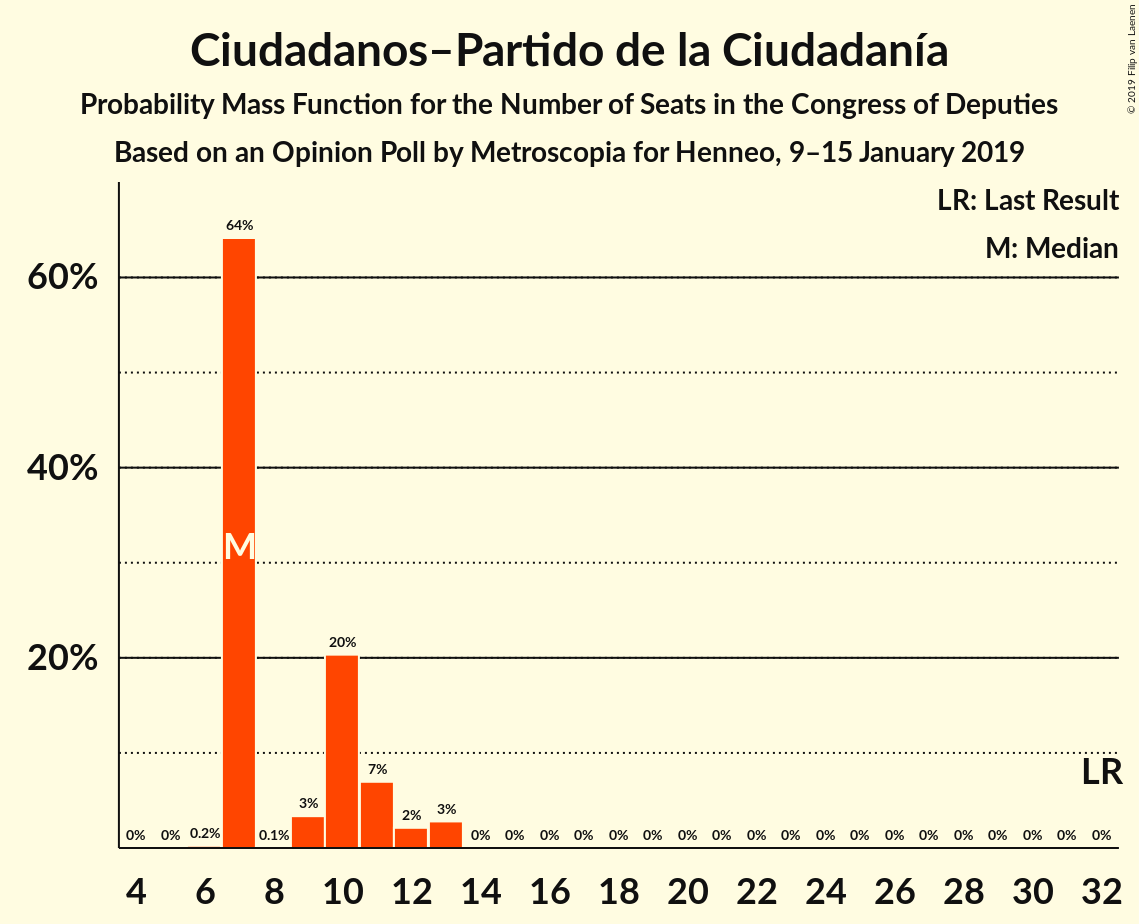 Ciudadanos–Partido de la Ciudadanía
Probability Mass Function for the Number of Seats in the Congress of Deputies
Based on an Opinion Poll by Metroscopia for Henneo, 9–15 January 2019
© 2019 Filip van Laenen
LR: Last Result
M: Median
64%
60%
40%
M
20%
20%
LR
7%
3%
2%
3%
0% 0% 0.2% 0.1% 0% 0% 0% 0% 0% 0% 0% 0% 0% 0% 0% 0% 0% 0% 0% 0% 0% 0% 0%
4 6 8 10 12 14 16 18 20 22 24 26 28 30 32